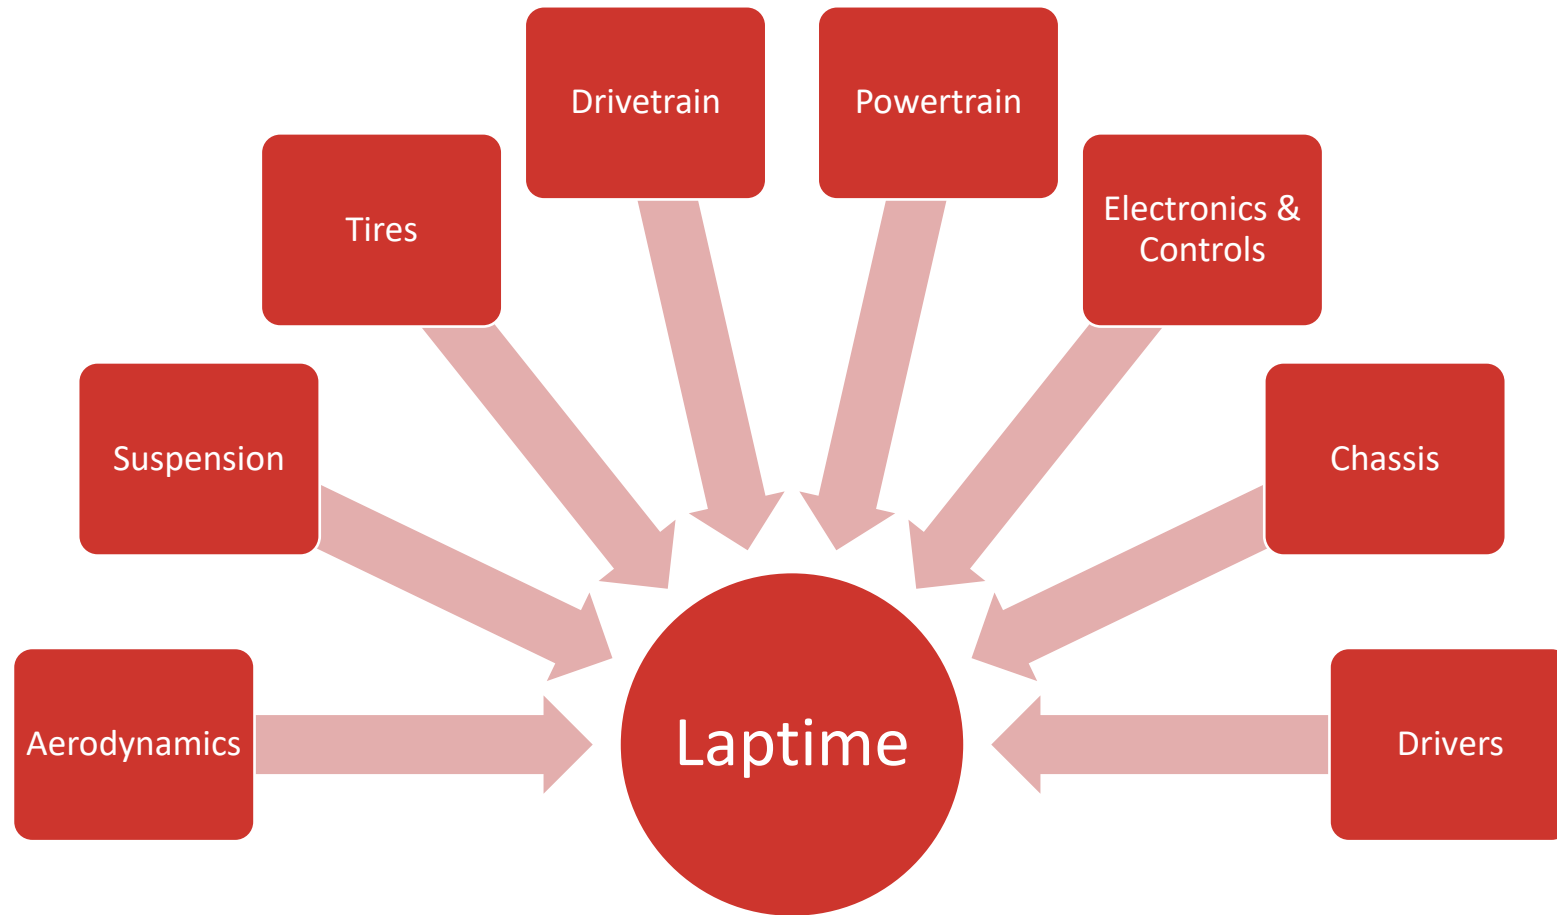 Drivetrain
Powertrain
Tires
Electronics &
Controls
Suspension
Chassis
Aerodynamics
Laptime
Drivers